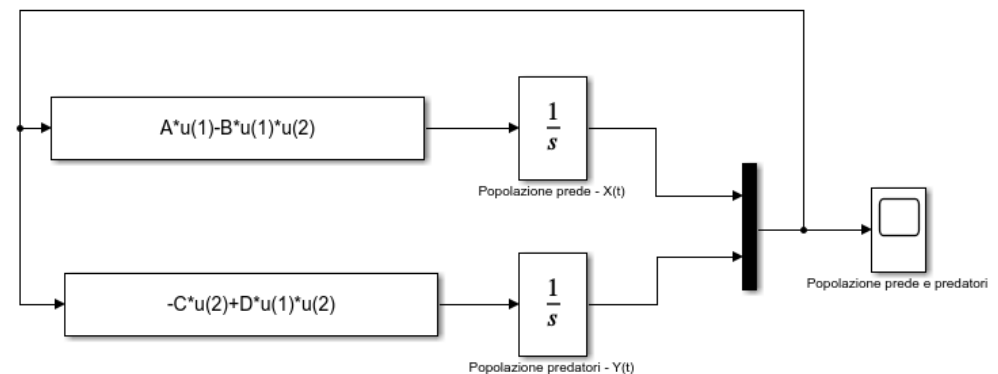 A*u(1)-B*u(1)*u(2)
1
s
Popolazione prede - X(t)
Popolazione prede e predatori
-C*u(2)+D*u(1)*u(2)
1
s
Popolazione predatori - Y(t)